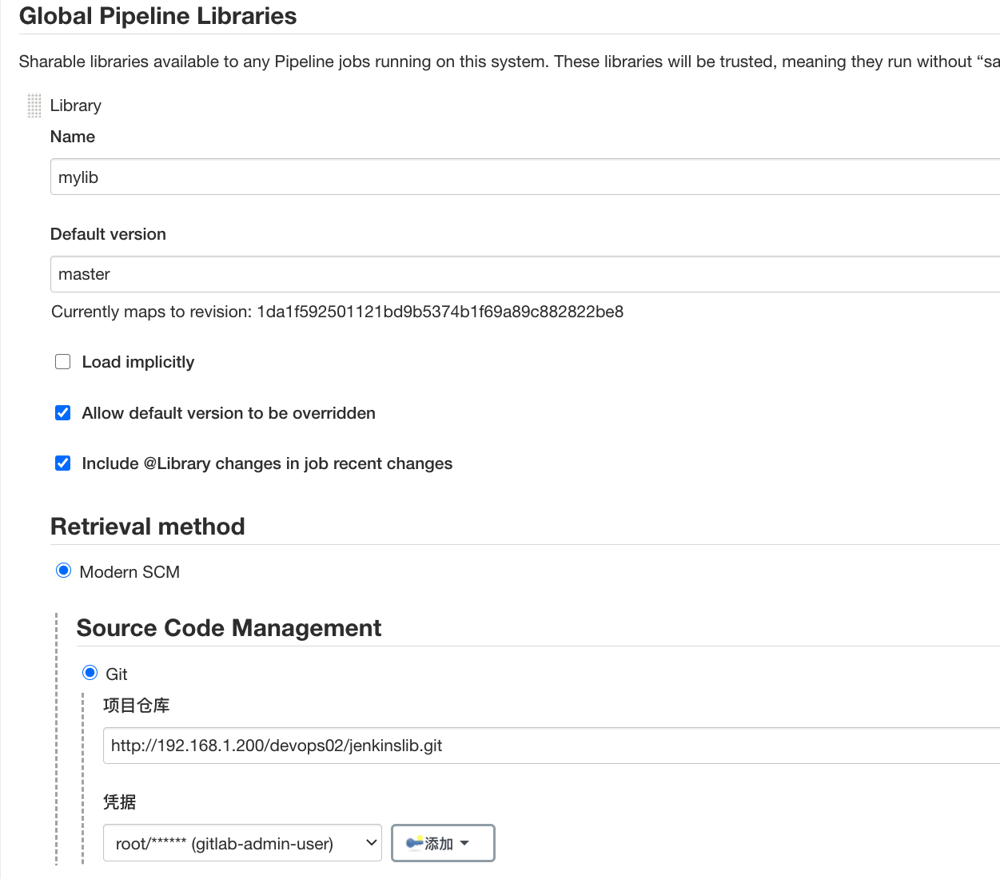 Global Pipeline Libraries
Sharable libraries available to any Pipeline jobs running on this system. These libraries will be trusted, meaning they run without “sa
Library
Name
mylib
Default version
master
Currently maps to revision: 1da1f592501121bd9b5374b1f69a89c882822be8
Load implicitly
Allow default version to be overridden
Include @Library changes in job recent changes
Retrieval method
Modern SCM
Source Code Management
Git
项目仓库
http://192.168.1.200/devops02/jenkinslib.git
凭据
root/****** (gitlab-admin-user)
添加